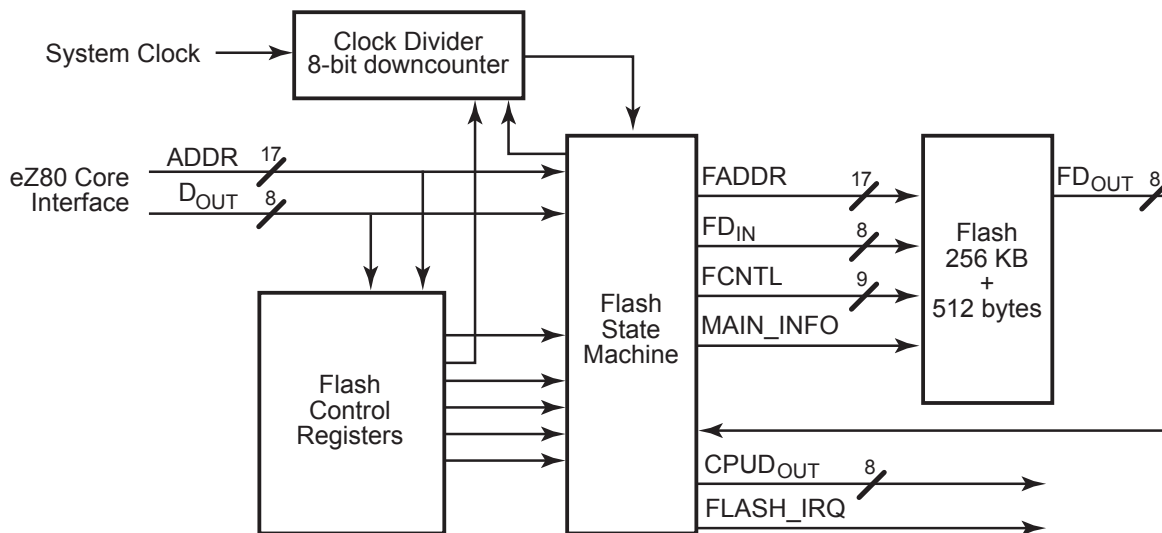 System Clock
Clock Divider
8-bit downcounter
eZ80 Core
Interface
ADDR
17
DOUT
8
Flash
Control
Registers
Flash
State
Machine
FADDR
17
FDIN
8
FCNTL
9
MAIN_INFO
Flash
256 KB
+
512 bytes
FDOUT
8
CPUDOUT
8
FLASH_IRQ